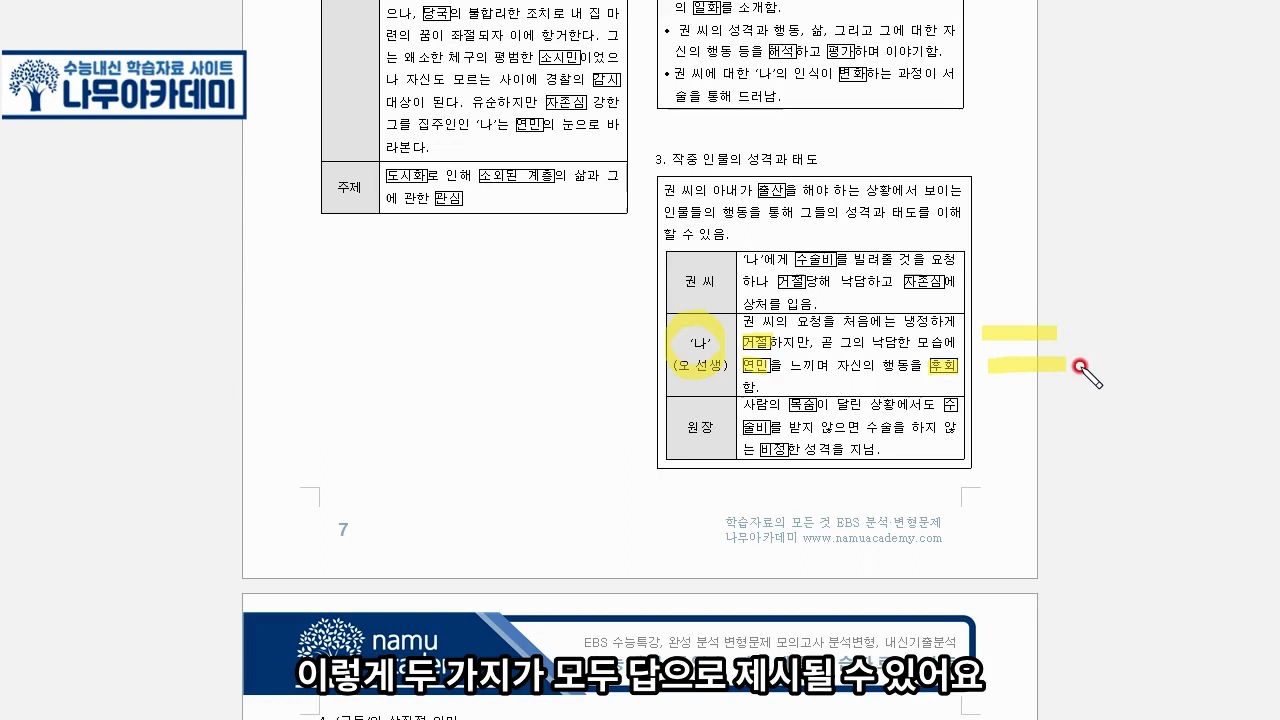 수능내신 학습자료 사이트
나무아카데미
으나, 당국의 불합리한 조치로 내 집 마
련의 꿈이 좌절되자 이에 항거한다. 그
는 왜소한 체구의 평범한 소시민이었으
나 자신도 모르는 사이에 경찰의 감시
대상이 된다. 유순하지만 자존심 강한
그를 집주인인 ‘나’는 연민의 눈으로 바
라본다.
주제
도시화로 인해 소외된 계층의 삶과 그
에 관한 관심
의 일화를 소개함.
• 권 씨의 성격과 행동, 삶, 그리고 그에 대한 자
신의 행동 등을 해석하고 평가하며 이야기함.
• 권 씨에 대한 ‘나’의 인식이 변화하는 과정이 서
술을 통해 드러남.
3. 작중 인물의 성격과 태도
권 씨의 아내가 출산을 해야 하는 상황에서 보이는
인물들의 행동을 통해 그들의 성격과 태도를 이해
할 수 있음.
권 씨
‘나’에게 수술비를 빌려줄 것을 요청
하나 거절당해 낙담하고 자존심에
상처를 입음.
‘나’
(오 선생)
권 씨의 요청을 처음에는 냉정하게
거절하지만, 곧 그의 낙담한 모습에
연민을 느끼며 자신의 행동을 후회
함.
원장
사람의 목숨이 달린 상황에서도 수
술비를 받지 않으면 수술을 하지 않
는 비정한 성격을 지님.
7
학습자료의 모든 것 EBS 분석·변형문제
나무아카데미 www.namuacademy.com
namu
EBS 수능특강, 완성 분석 변형문제 모의고사 분석변형, 내신기출분석
이렇게 두 가지가 모두 답으로 제시될 수 있어요